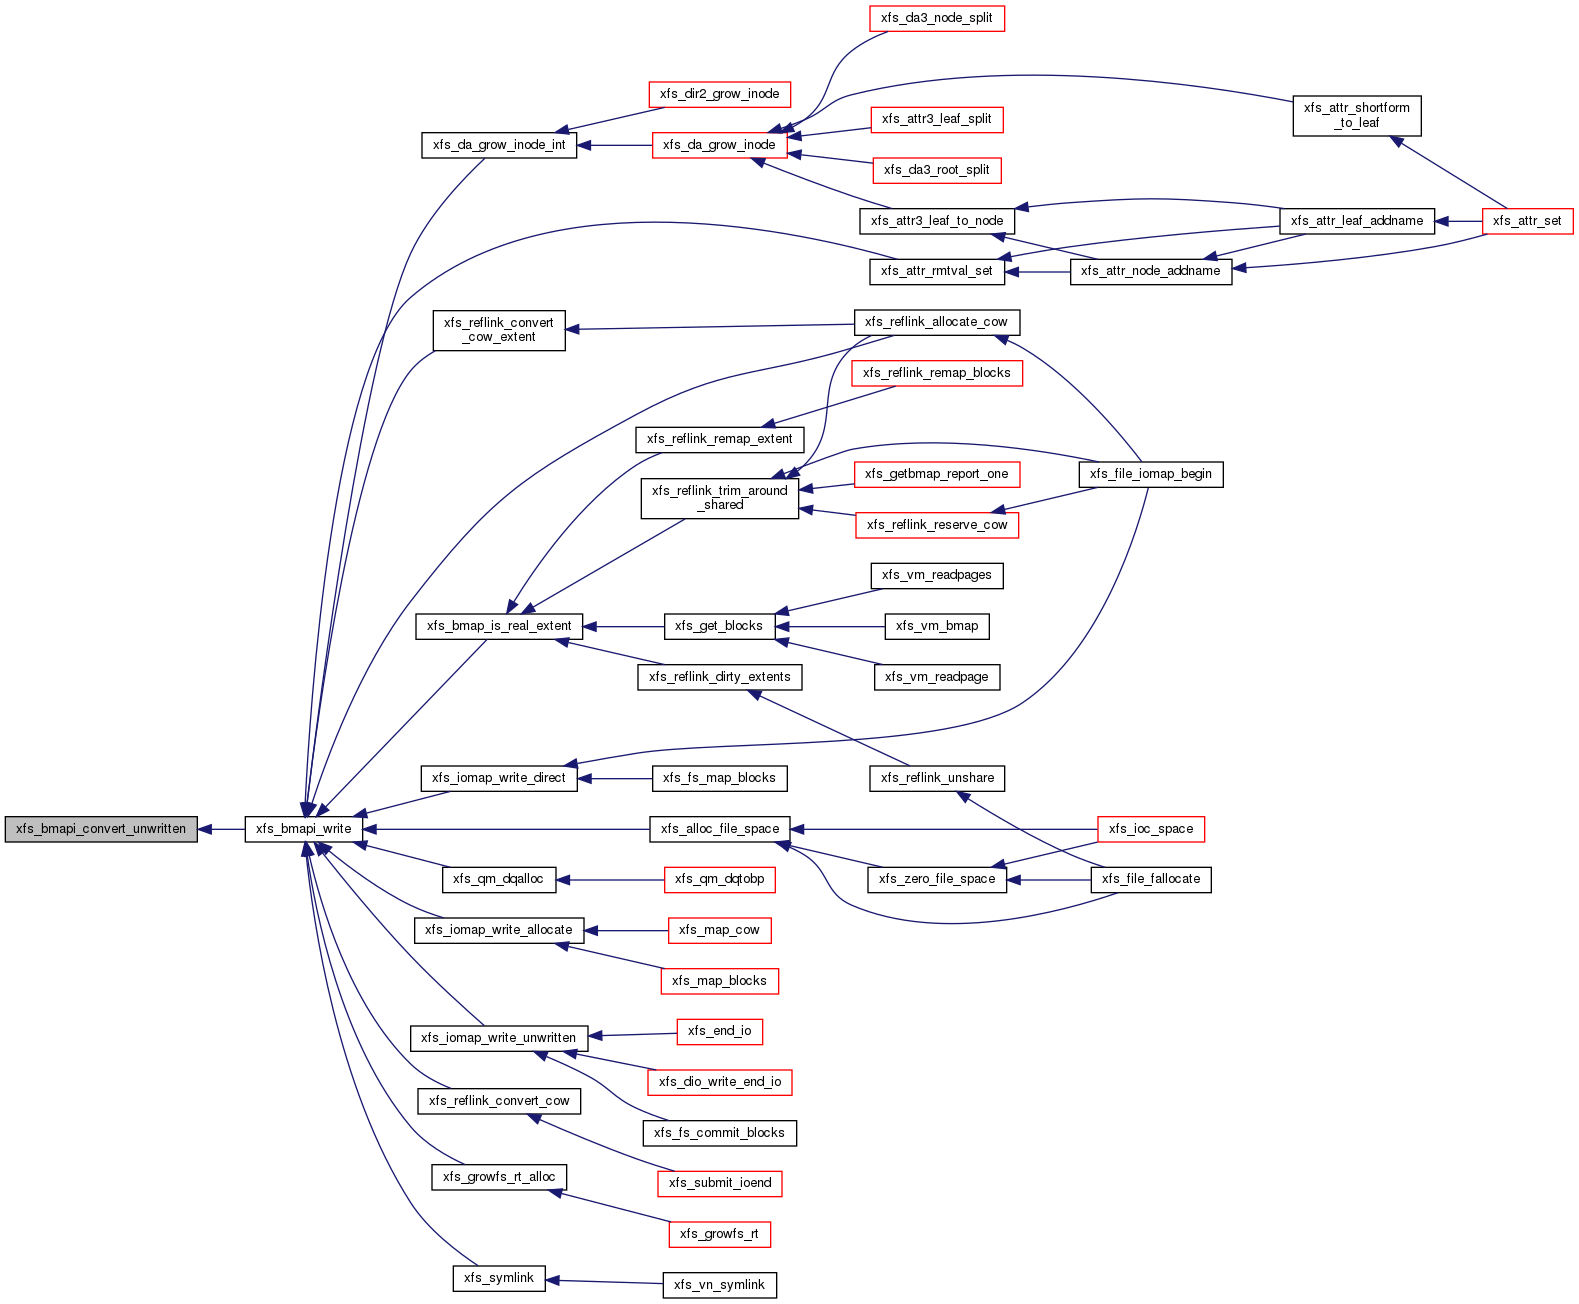 xfs_da3_node_split
xfs_dir2_grow_inode
xfs_attr_shortform
_to_leaf
xfs_attr3_leaf_split
xfs_da_grow_inode_int
xfs_da_grow_inode
xfs_da3_root_split
xfs_attr3_leaf_to_node
xfs_attr_leaf_addname
xfs_attr_set
xfs_attr_rmtval_set
xfs_attr_node_addname
xfs_reflink_convert
_cow_extent
xfs_reflink_allocate_cow
xfs_reflink_remap_blocks
xfs_reflink_remap_extent
xfs_getbmap_report_one
xfs_file_iomap_begin
xfs_reflink_trim_around
_shared
xfs_reflink_reserve_cow
xfs_vm_readpages
xfs_bmap_is_real_extent
xfs_get_blocks
xfs_vm_bmap
xfs_reflink_dirty_extents
xfs_vm_readpage
xfs_iomap_write_direct
xfs_fs_map_blocks
xfs_reflink_unshare
xfs_bmapi_convert_unwritten
xfs_bmapi_write
xfs_alloc_file_space
xfs_ioc_space
xfs_qm_dqalloc
xfs_qm_dqtobp
xfs_zero_file_space
xfs_file_fallocate
xfs_iomap_write_allocate
xfs_map_cow
xfs_map_blocks
xfs_iomap_write_unwritten
xfs_end_io
xfs_dio_write_end_io
xfs_reflink_convert_cow
xfs_fs_commit_blocks
xfs_growfs_rt_alloc
xfs_submit_ioend
xfs_growfs_rt
xfs_symlink
xfs_vn_symlink